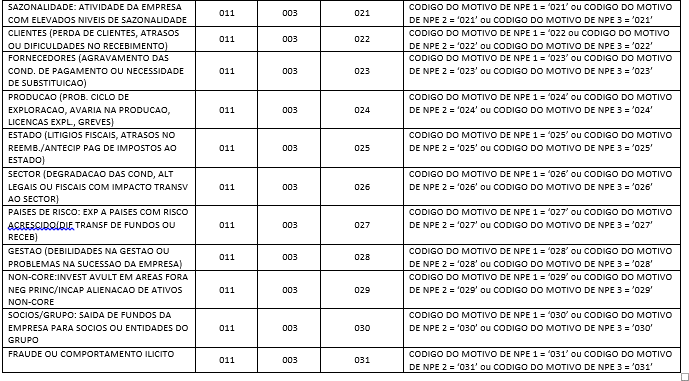 SAZONALIDADE: ATIVIDADE DA EMPRESA
COM ELEVADOS NIVEIS DE SAZONALIDADE
011
003
021
CODIGO DO MOTIVO DE NPE 1 = '021' ou CODIGO DO MOTIVO
DE NPE 2 = '021' ou CODIGO DO MOTIVO DE NPE 3 = '021'
CLIENTES (PERDA DE CLIENTES, ATRASOS
OU DIFICULDADES NO RECEBIMENTO)
011
003
022
CODIGO DO MOTIVO DE NPE 1 = '022 ou CODIGO DO MOTIVO
DE NPE 2 = '022' ou CODIGO DO MOTIVO DE NPE 3 = '022'
FORNECEDORES (AGRAVAMENTO DAS
COND. DE PAGAMENTO OU NECESSIDADE
DE SUBSTITUICAO)
011
003
023
CODIGO DO MOTIVO DE NPE 1 = '023' ou CODIGO DO MOTIVO
DE NPE 2 = '023' ou CODIGO DO MOTIVO DE NPE 3 = '023'
PRODUCAO (PROB. CICLO DE
EXPLORACAO, AVARIA NA PRODUCAO,
LICENCAS EXPL., GREVES)
011
003
024
CODIGO DO MOTIVO DE NPE 1 = '024' ou CODIGO DO MOTIVO
DE NPE 2 = '024' ou CODIGO DO MOTIVO DE NPE 3 = '024'
ESTADO (LITIGIOS FISCAIS, ATRASOS NO
REEMB./ANTECIP PAG DE IMPOSTOS AO
ESTADO)
011
003
025
CODIGO DO MOTIVO DE NPE 1 = '025' ou CODIGO DO MOTIVO
DE NPE 2 = '025' ou CODIGO DO MOTIVO DE NPE 3 = '025'
SECTOR (DEGRADACAO DAS COND, ALT
LEGAIS OU FISCAIS COM IMPACTO TRANSV
AO SECTOR)
011
003
026
CODIGO DO MOTIVO DE NPE 1 = '026' ou CODIGO DO MOTIVO
DE NPE 2 = '026' ou CODIGO DO MOTIVO DE NPE 3 = '026'
PAISES DE RISCO: EXP A PAISES COM RISCO
ACRESCIDO(DIF TRANSF DE FUNDOS OU
RECEB)
011
003
027
CODIGO DO MOTIVO DE NPE 1 = '027' ou CODIGO DO MOTIVO
DE NPE 2 = '027' ou CODIGO DO MOTIVO DE NPE 3 = '027'
GESTAO (DEBILIDADES NA GESTAO OU
PROBLEMAS NA SUCESSAO DA EMPRESA)
011
003
028
CODIGO DO MOTIVO DE NPE 1 = '028' ou CODIGO DO MOTIVO
DE NPE 2 = '028' ou CODIGO DO MOTIVO DE NPE 3 = '028'
NON-CORE:INVEST AVULT EM AREAS FORA
NEG PRINC/INCAP ALIENACAO DE ATIVOS
NON-CORE
011
003
029
CODIGO DO MOTIVO DE NPE 1 = '029' ou CODIGO DO MOTIVO
DE NPE 2 = '029' ou CODIGO DO MOTIVO DE NPE 3 = '029'
SOCIOS/GRUPO: SAIDA DE FUNDOS DA
EMPRESA PARA SOCIOS OU ENTIDADES DO
GRUPO
011
003
030
CODIGO DO MOTIVO DE NPE 1 = '030' ou CODIGO DO MOTIVO
DE NPE 2 = '030' ou CODIGO DO MOTIVO DE NPE 3 = '030'
FRAUDE OU COMPORTAMENTO ILICITO
011
003
031
CODIGO DO MOTIVO DE NPE 1 = '031' ou CODIGO DO MOTIVO
DE NPE 2 = '031' ou CODIGO DO MOTIVO DE NPE 3 = '031'